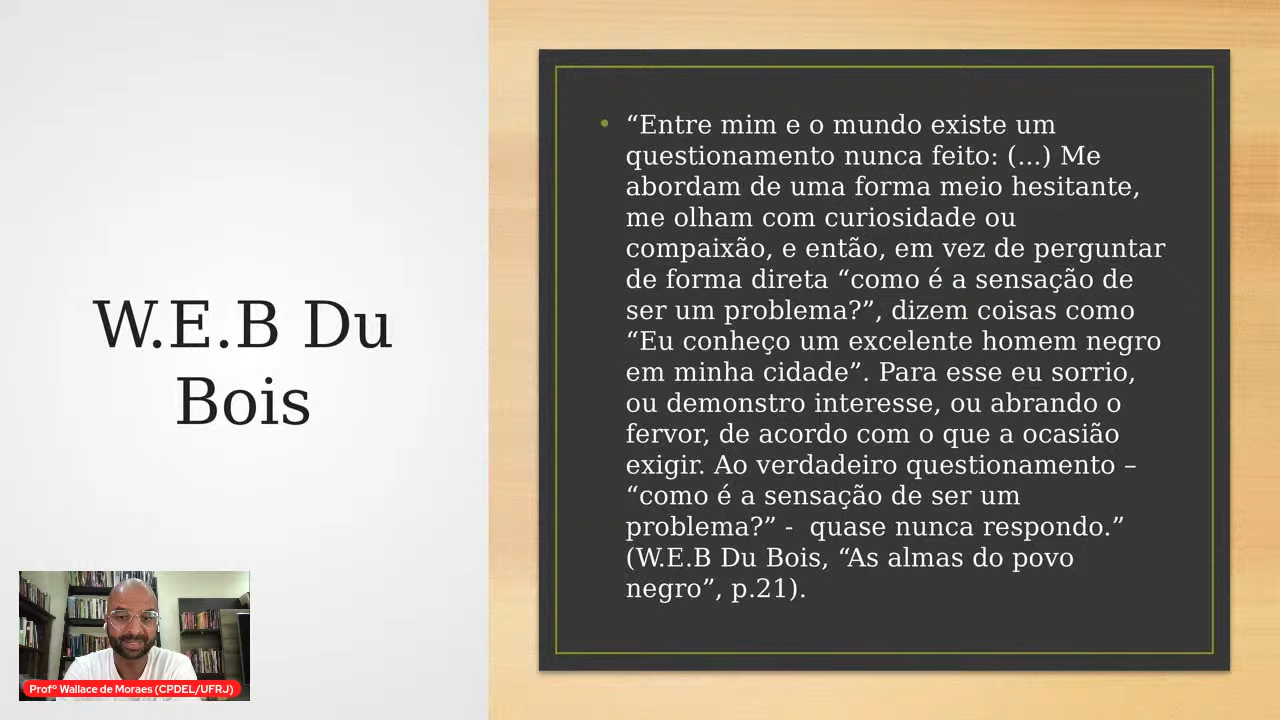 W.E.B Du
Bois
“Entre mim e o mundo existe um
questionamento nunca feito: (...) Me
abordam de uma forma meio hesitante,
me olham com curiosidade ou
compaixão, e então, em vez de perguntar
de forma direta “como é a sensação de
ser um problema?”, dizem coisas como
“Eu conheço um excelente homem negro
em minha cidade”. Para esse eu sorrio,
ou demonstro interesse, ou abrando o
fervor, de acordo com o que a ocasião
exigir. Ao verdadeiro questionamento –
“como é a sensação de ser um
problema?” -  quase nunca respondo.”
(W.E.B Du Bois, “As almas do povo
negro”, p.21).
Profº Wallace de Moraes (CPDEL/UFRJ)